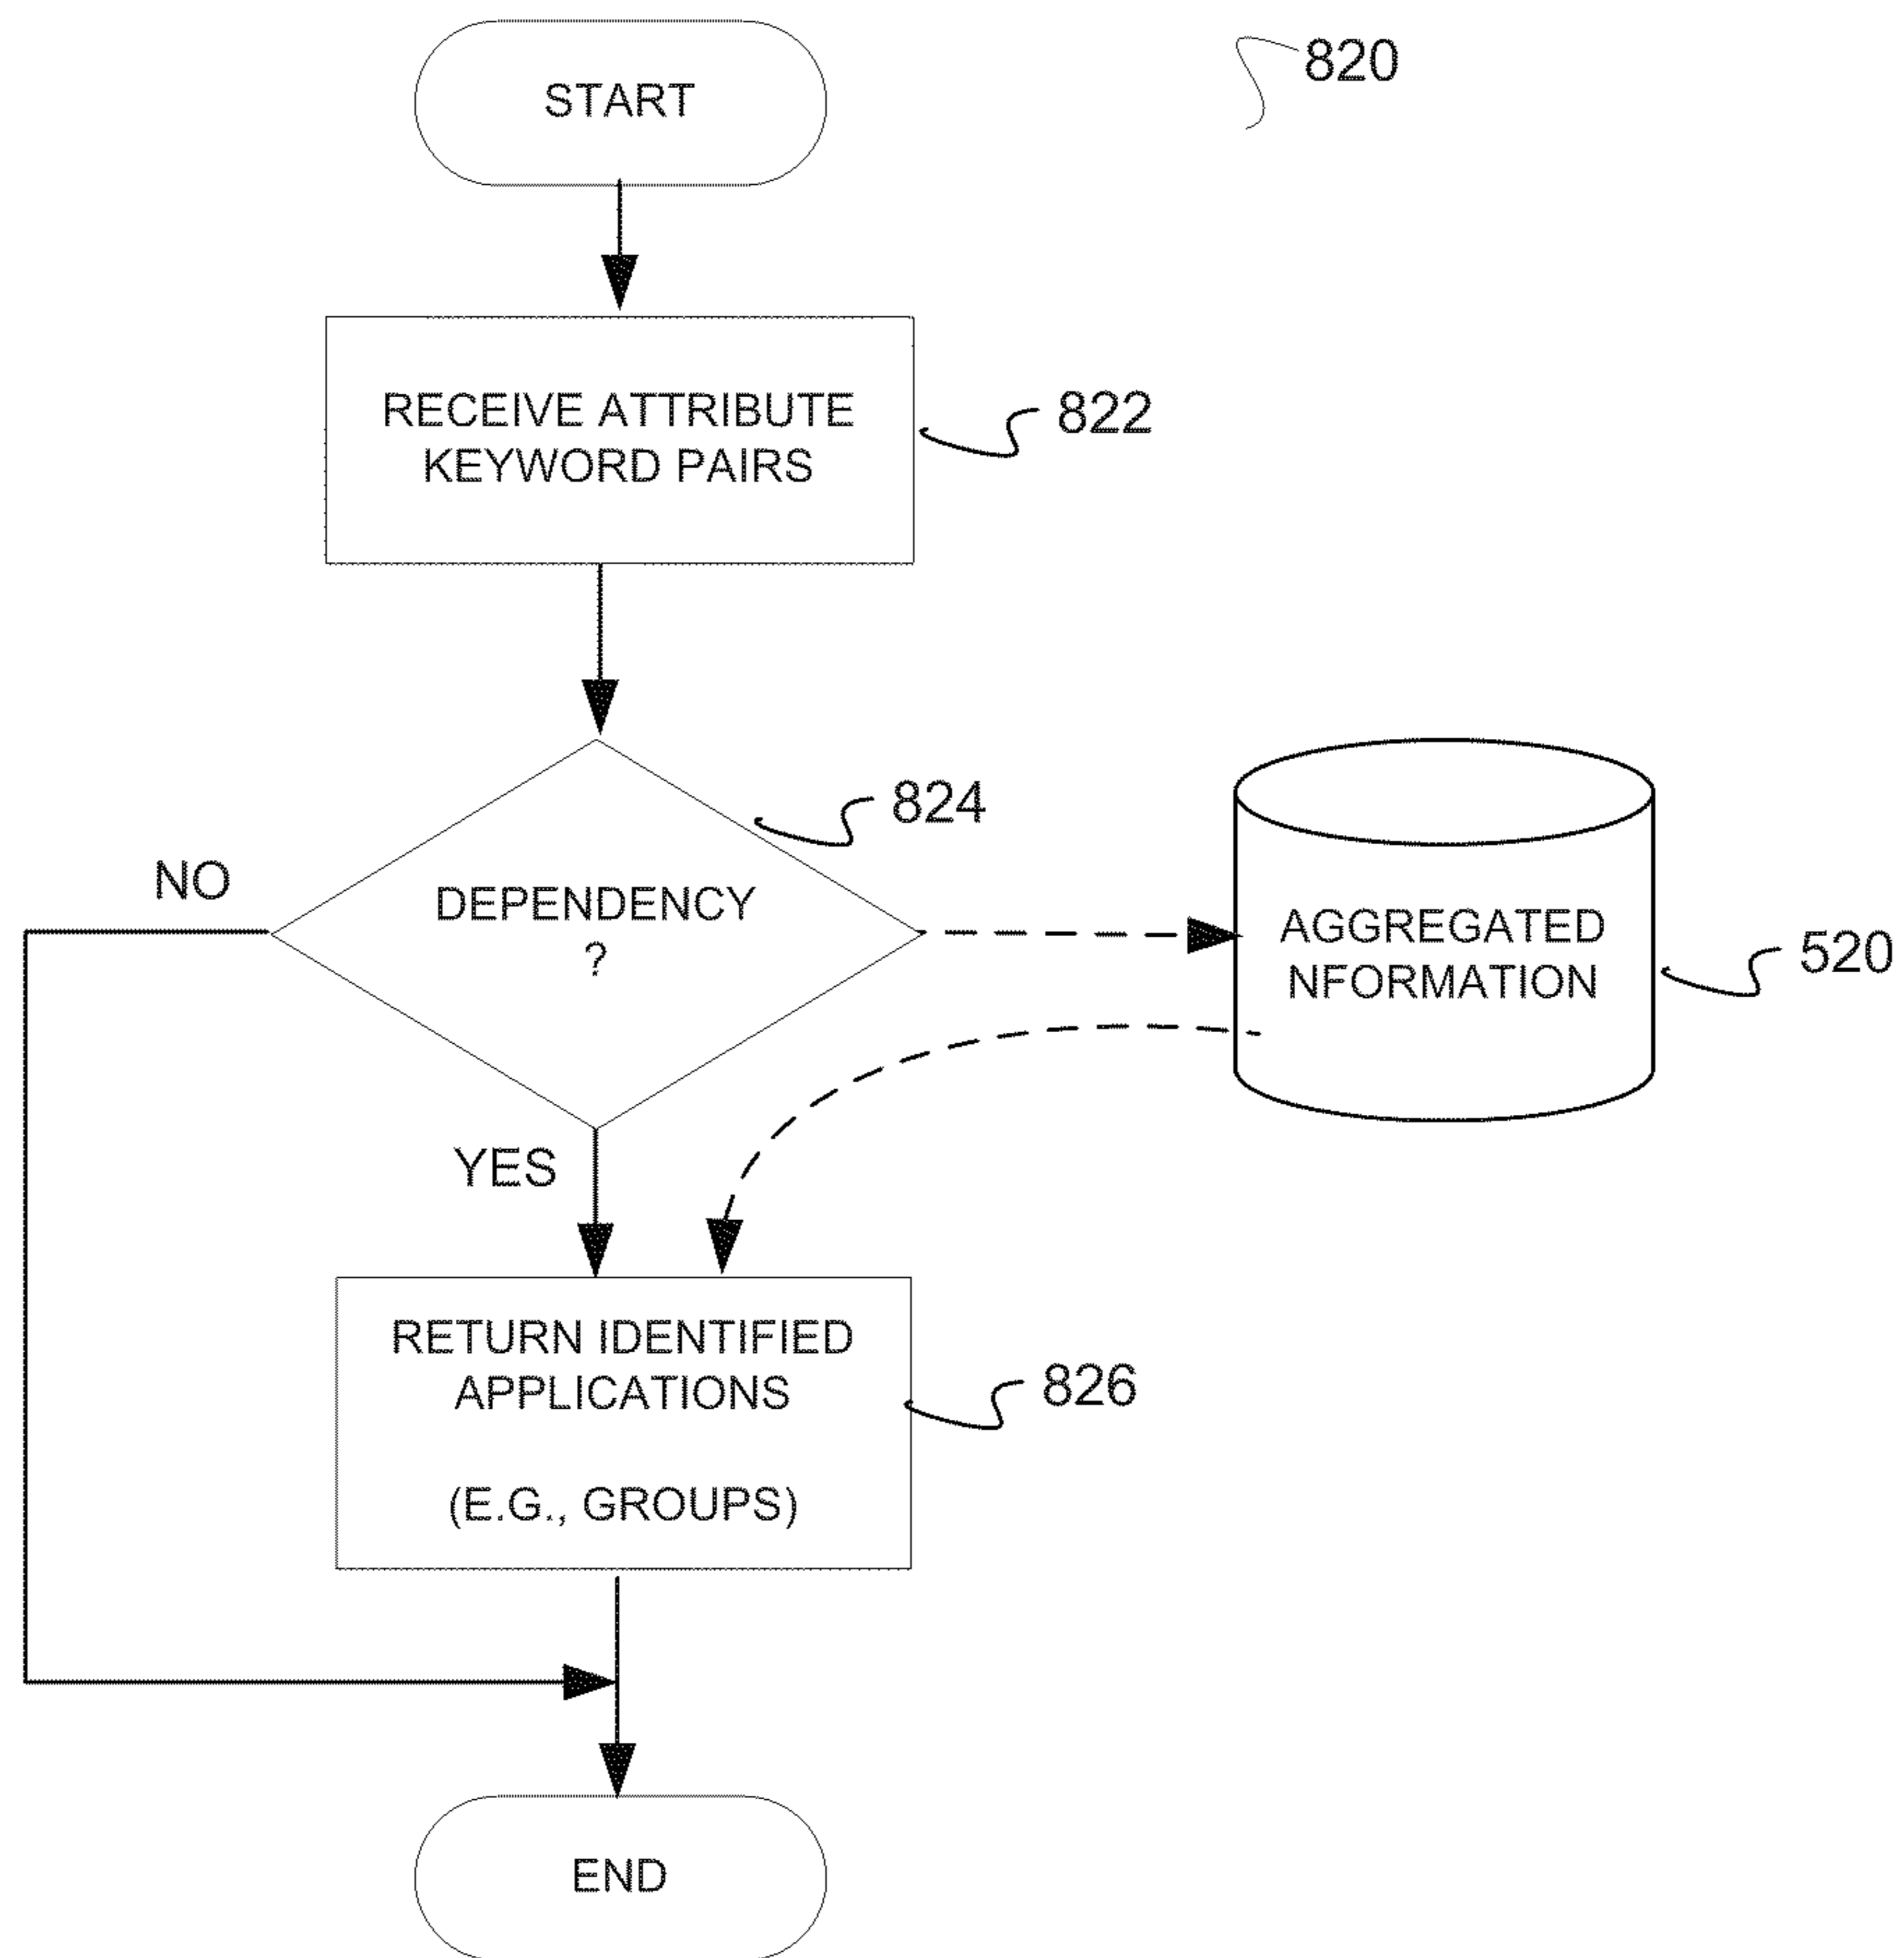 START
820
RECEIVE ATTRIBUTE
KEYWORD PAIRS
822
824
NO
DEPENDENCY
?
AGGREGATED
NFORMATION
520
YES
RETURN IDENTIFIED
APPLICATIONS
(E.G., GROUPS)
826
END